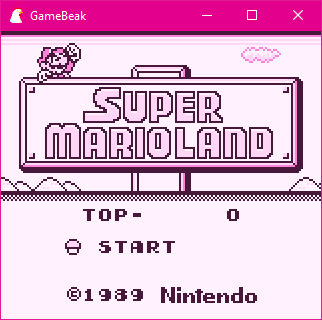 GameBeak
SUPER
MARIOLAND
TOP- 0
START
©1989 Nintendo